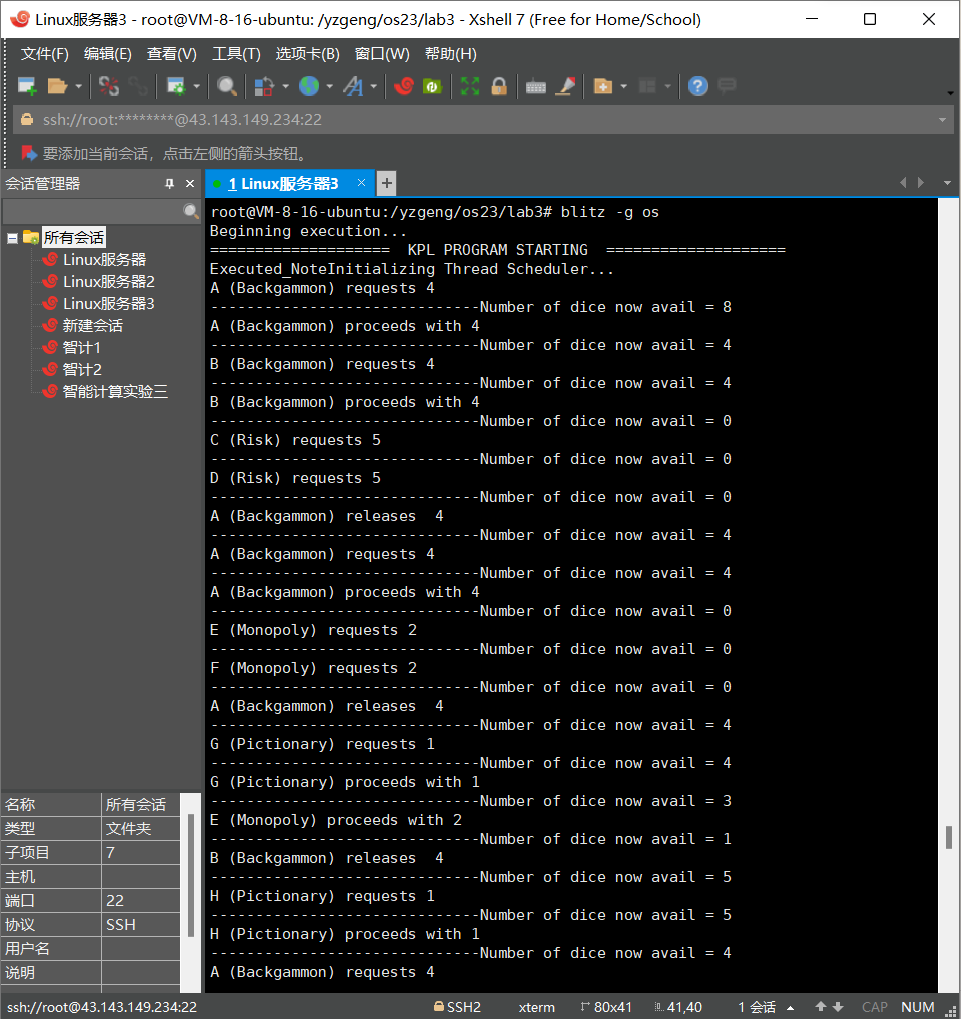 Linux服务器3 - root@VM-8-16-ubuntu: /yzgeng/os23/lab3 - Xshell 7 (Free for Home/School)
文件(F) 编辑(E) 查看(V) 工具(T) 选项卡(B) 窗口(W) 帮助(H)
ssh://root:********@43.143.149.234:22
要添加当前会话，点击左侧的箭头按钮。
会话管理器
所有会话
Linux服务器
Linux服务器2
Linux服务器3
新建会话
智计1
智计2
智能计算实验三
名称 所有会话
类型 文件夹
子项目 7
主机
端口 22
协议 SSH
用户名
说明
1 Linux服务器3
root@VM-8-16-ubuntu:/yzgeng/os23/lab3# blitz -g os
Beginning execution...
==================== KPL PROGRAM STARTING ====================
Executed_NoteInitializing Thread Scheduler...
A (Backgammon) requests 4
------------------------------Number of dice now avail = 8
A (Backgammon) proceeds with 4
------------------------------Number of dice now avail = 4
B (Backgammon) requests 4
------------------------------Number of dice now avail = 4
B (Backgammon) proceeds with 4
------------------------------Number of dice now avail = 0
C (Risk) requests 5
------------------------------Number of dice now avail = 0
D (Risk) requests 5
------------------------------Number of dice now avail = 0
A (Backgammon) releases  4
------------------------------Number of dice now avail = 4
A (Backgammon) requests 4
------------------------------Number of dice now avail = 4
A (Backgammon) proceeds with 4
------------------------------Number of dice now avail = 0
E (Monopoly) requests 2
------------------------------Number of dice now avail = 0
F (Monopoly) requests 2
------------------------------Number of dice now avail = 0
A (Backgammon) releases  4
------------------------------Number of dice now avail = 4
G (Pictionary) requests 1
------------------------------Number of dice now avail = 4
G (Pictionary) proceeds with 1
------------------------------Number of dice now avail = 3
E (Monopoly) proceeds with 2
------------------------------Number of dice now avail = 1
B (Backgammon) releases  4
------------------------------Number of dice now avail = 5
H (Pictionary) requests 1
------------------------------Number of dice now avail = 5
H (Pictionary) proceeds with 1
------------------------------Number of dice now avail = 4
A (Backgammon) requests 4
ssh://root@43.143.149.234:22 SSH2 xterm 80x41 41,40 1 会话 CAP NUM